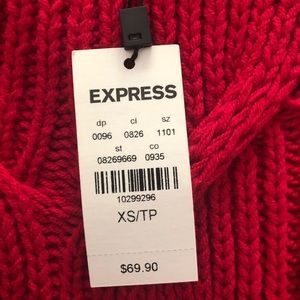 EXPRESS
dp cl sz
0096 0826 1101
st co
08269669 0935
10299296
XS/TP
$69.90